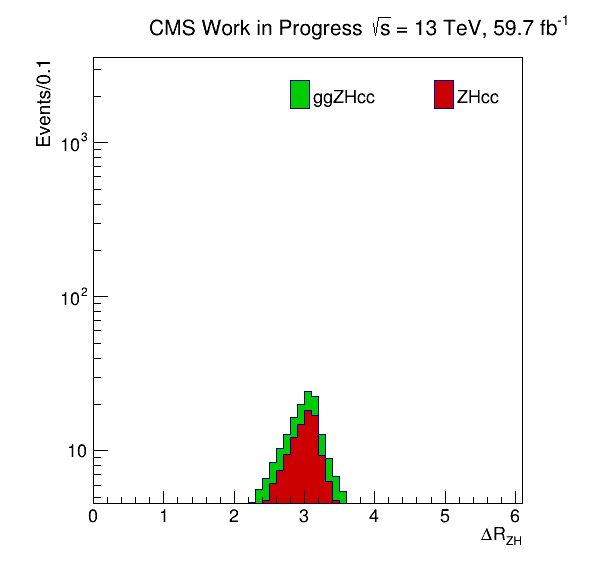 CMS Work in Progress √s = 13 TeV, 59.7 fb⁻¹
Events/0.1
ggZHcc ZHcc
10³
10²
10
0 1 2 3 4 5 6
ΔR_ZH